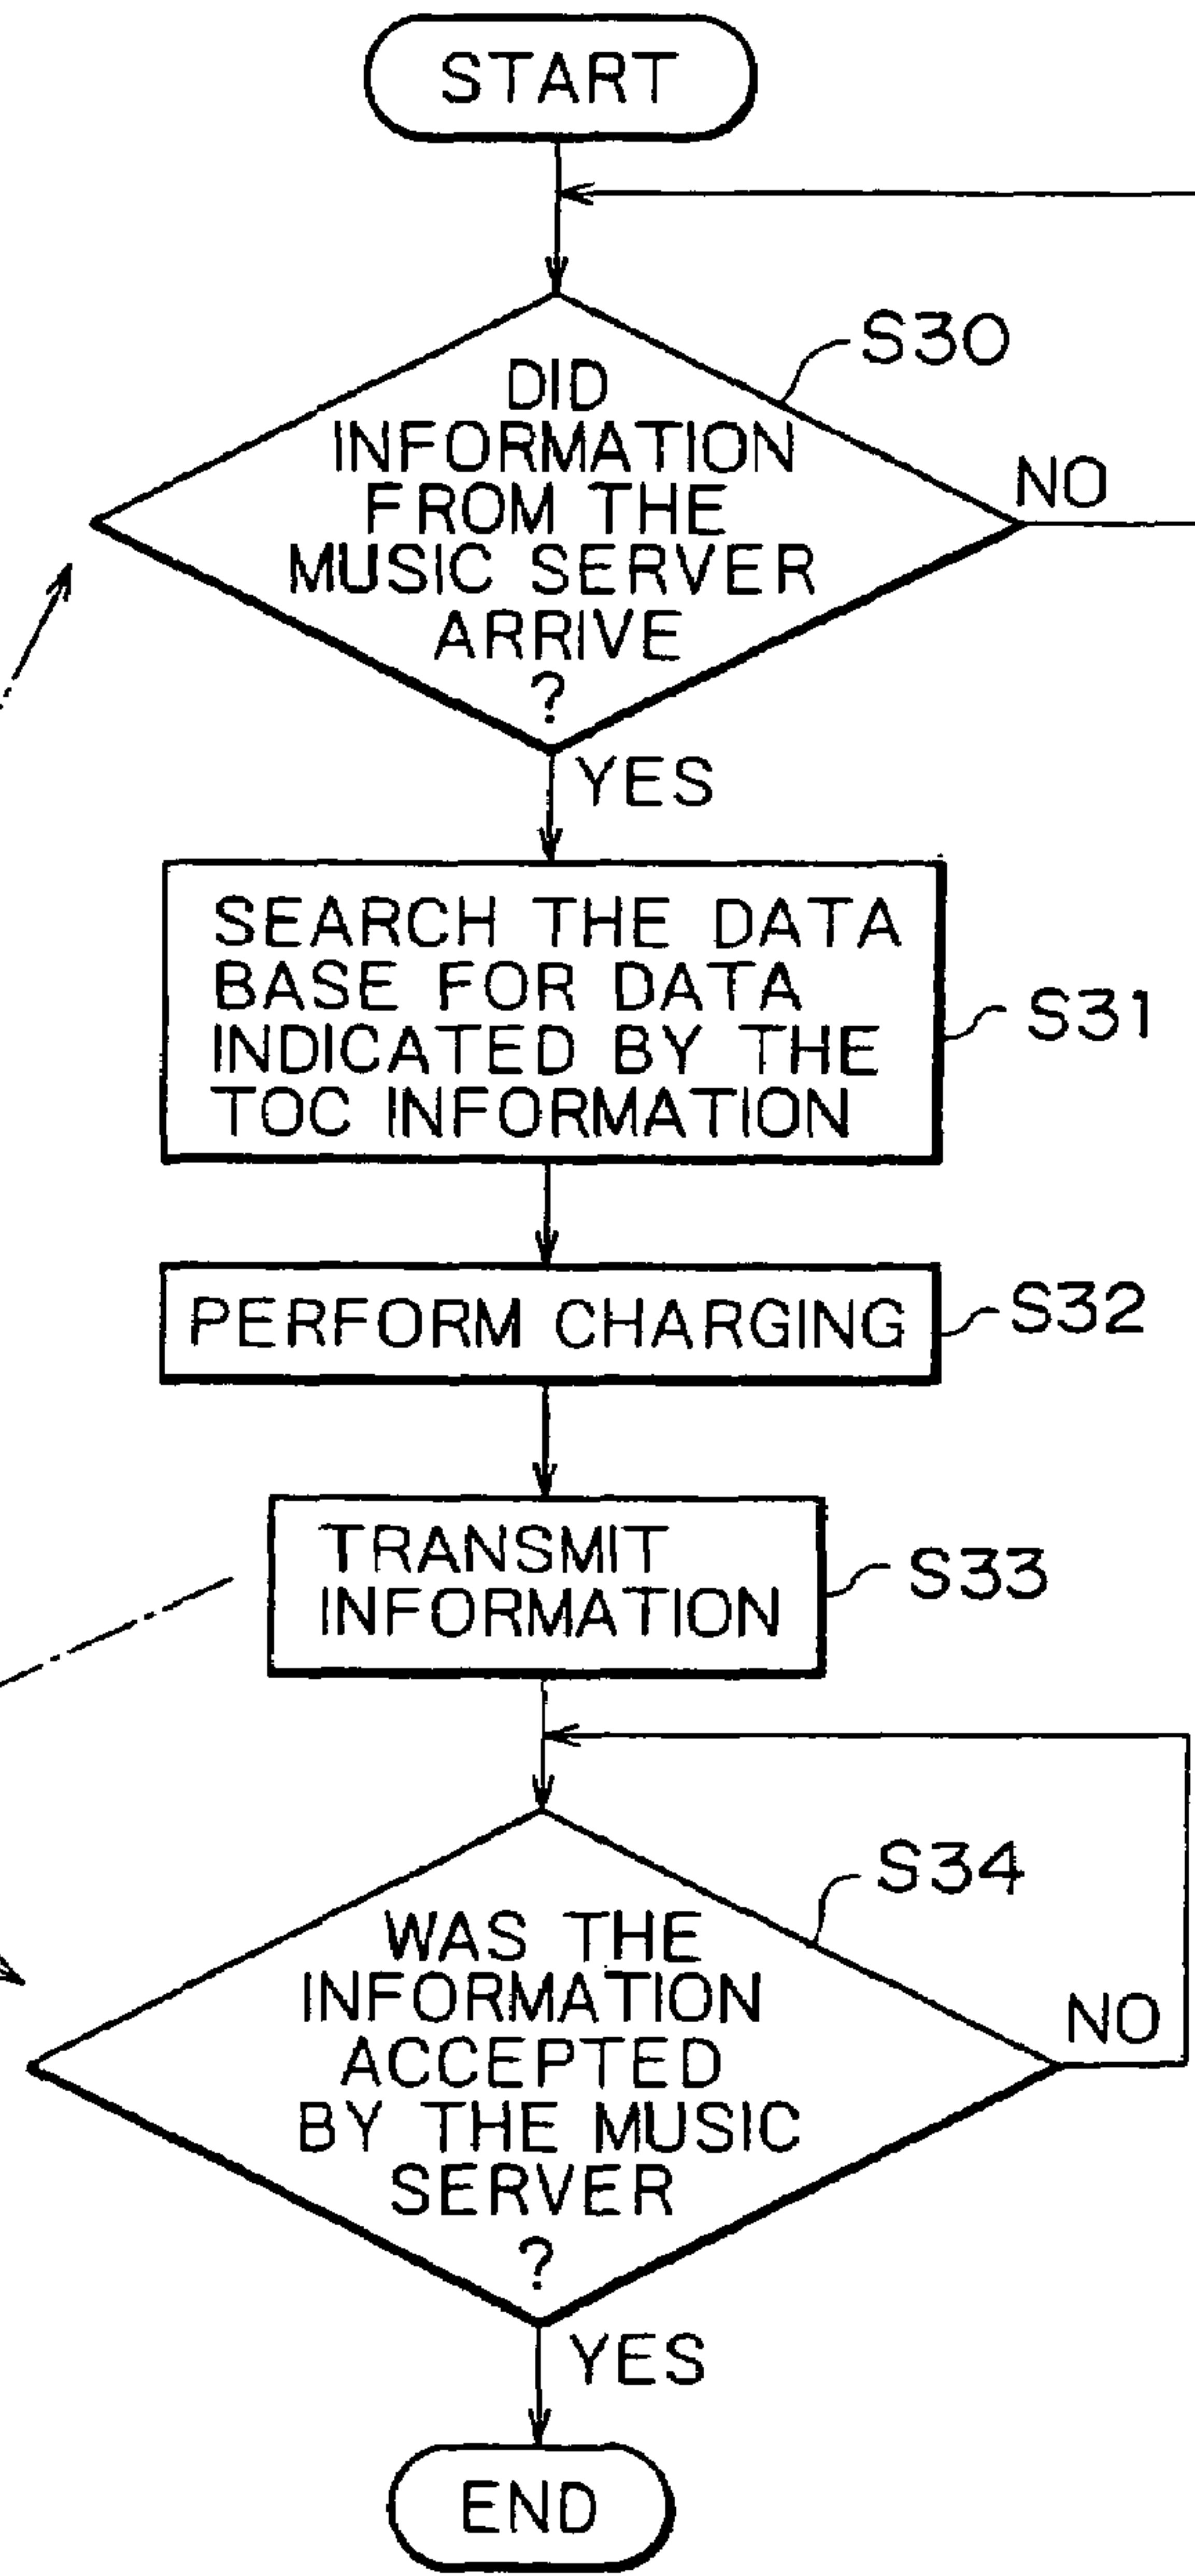 START
S30
DID
INFORMATION
FROM THE
MUSIC SERVER
ARRIVE
?
NO
YES
SEARCH THE DATA
BASE FOR DATA
INDICATED BY THE
TOC INFORMATION
S31
PERFORM CHARGING
S32
TRANSMIT
INFORMATION
S33
S34
WAS THE
INFORMATION
ACCEPTED
BY THE MUSIC
SERVER
?
NO
YES
END